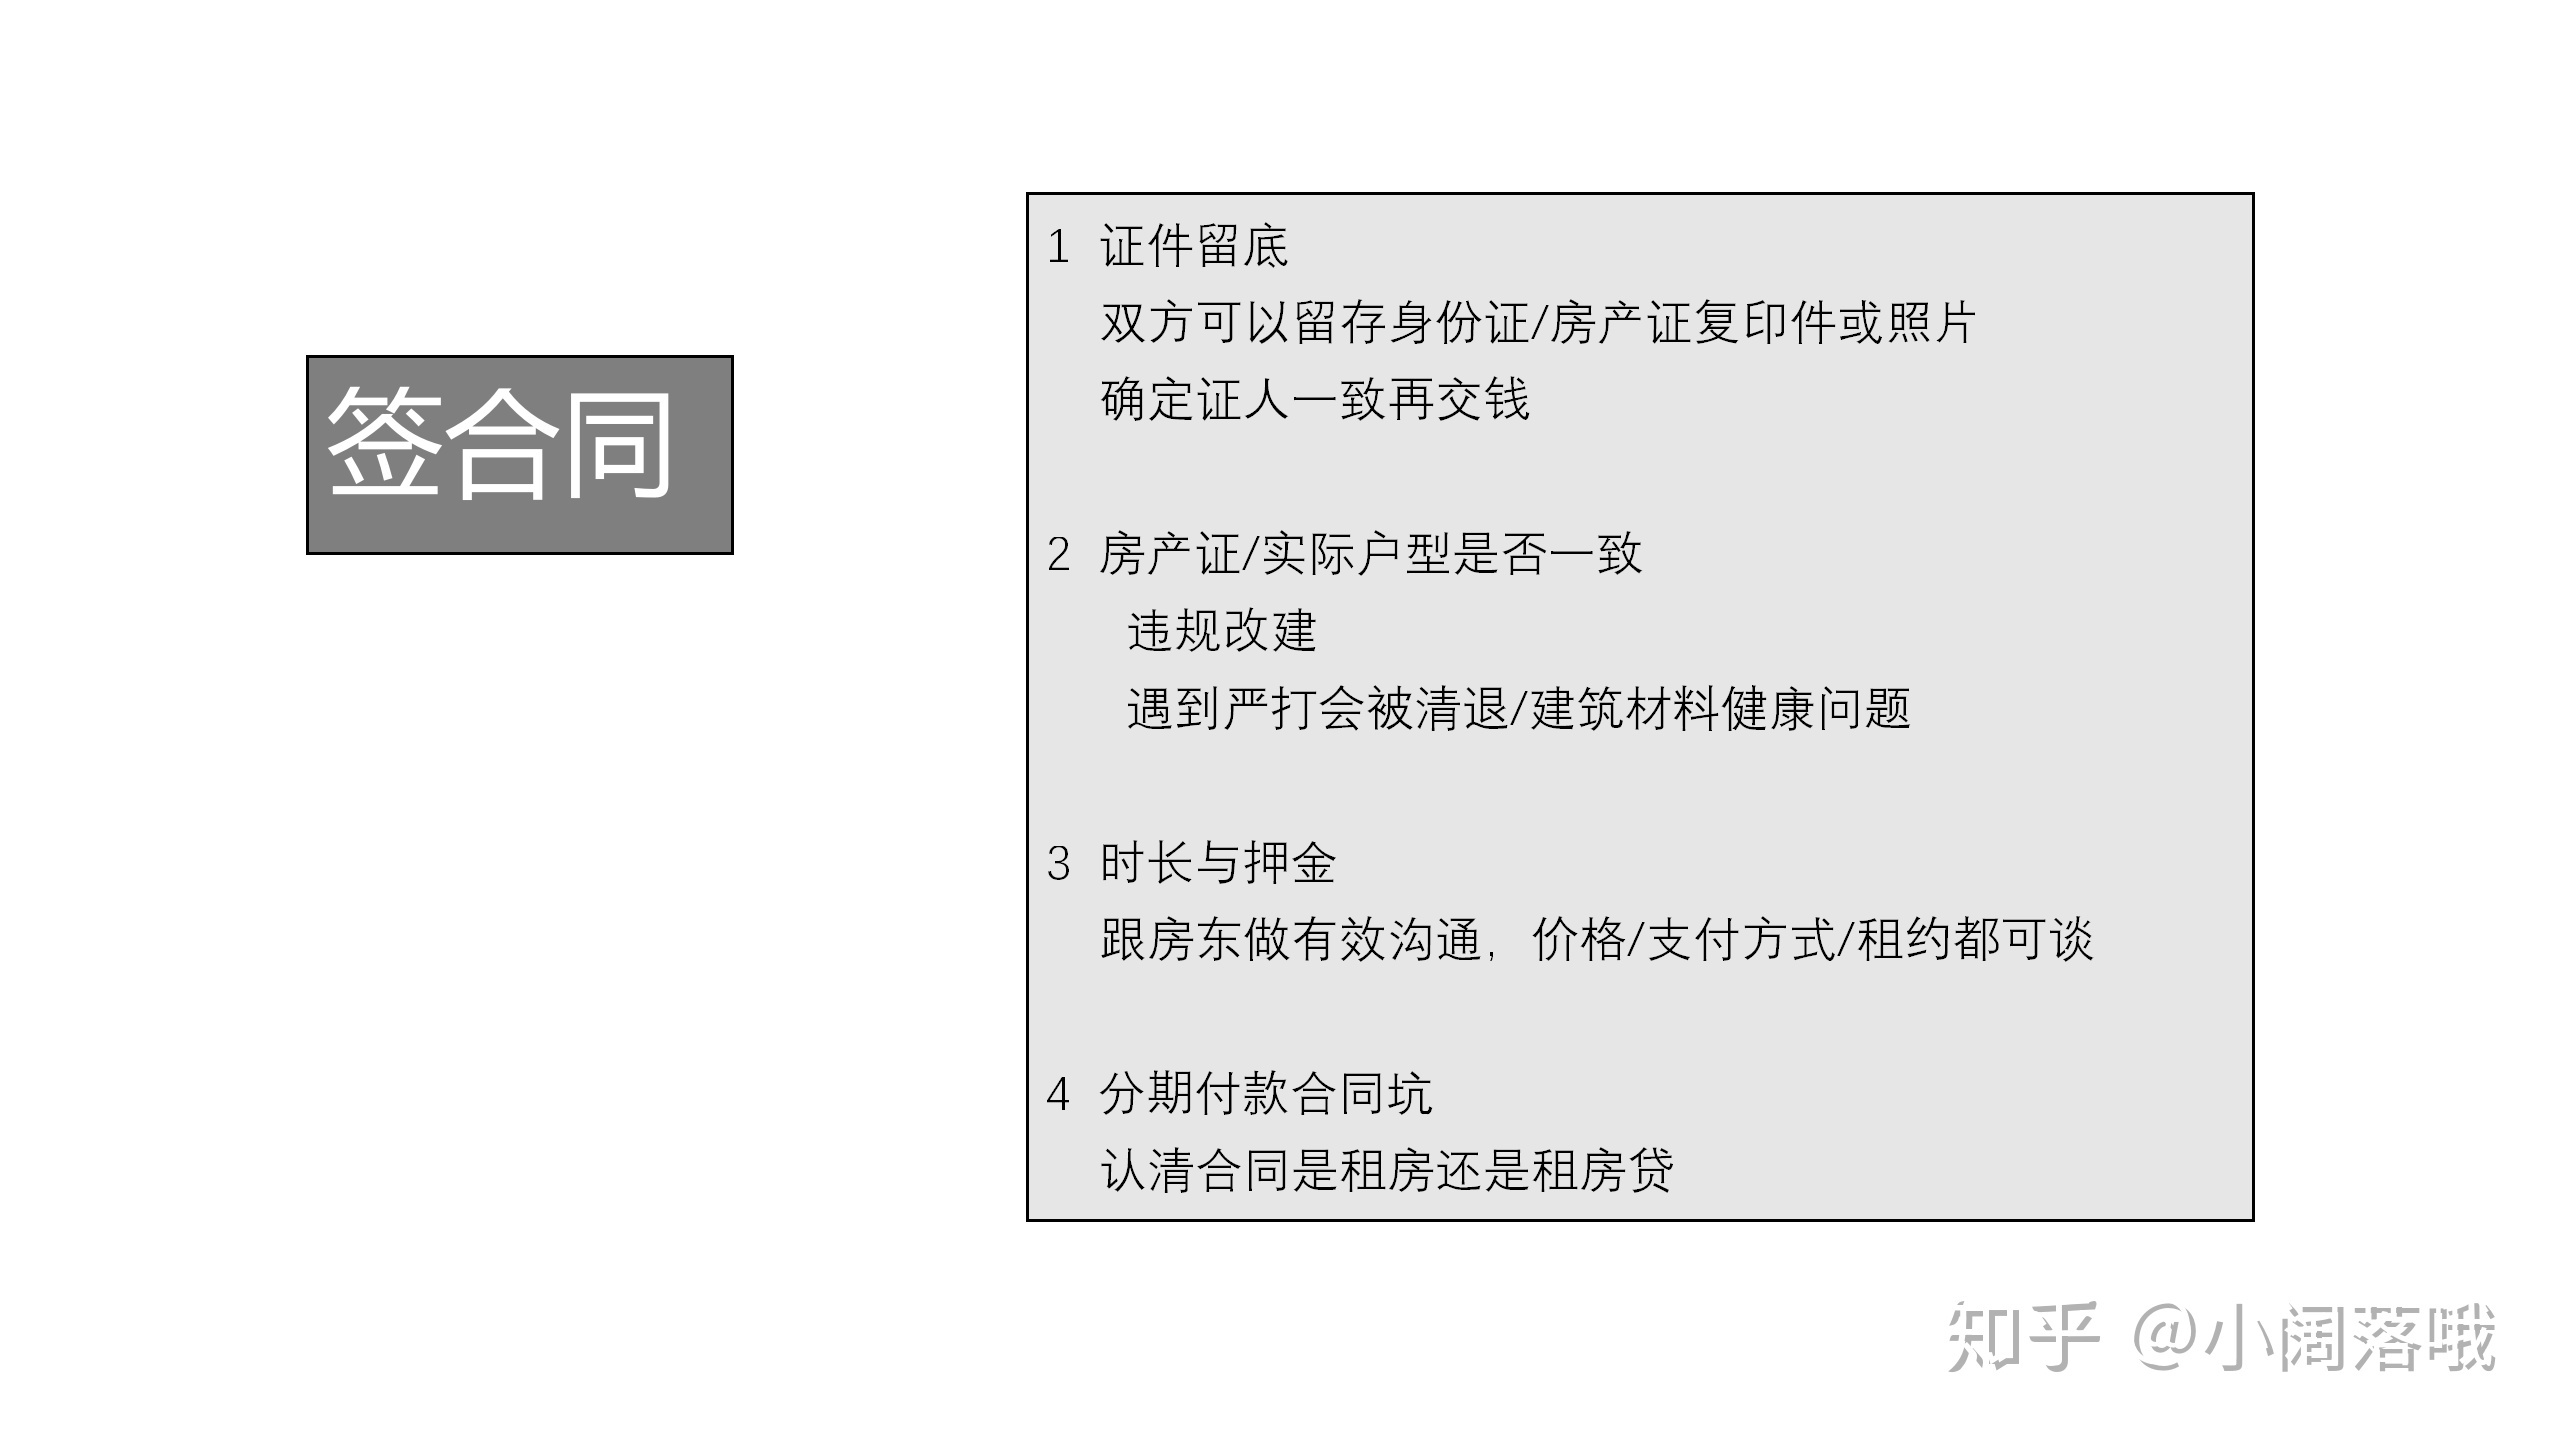 签合同
1 证件留底
双方可以留存身份证/房产证复印件或照片
确定证人一致再交钱
2 房产证/实际户型是否一致
违规改建
遇到严打会被清退/建筑材料健康问题
3 时长与押金
跟房东做有效沟通，价格/支付方式/租约都可谈
4 分期付款合同坑
认清合同是租房还是租房贷
知乎 @小阔落哦